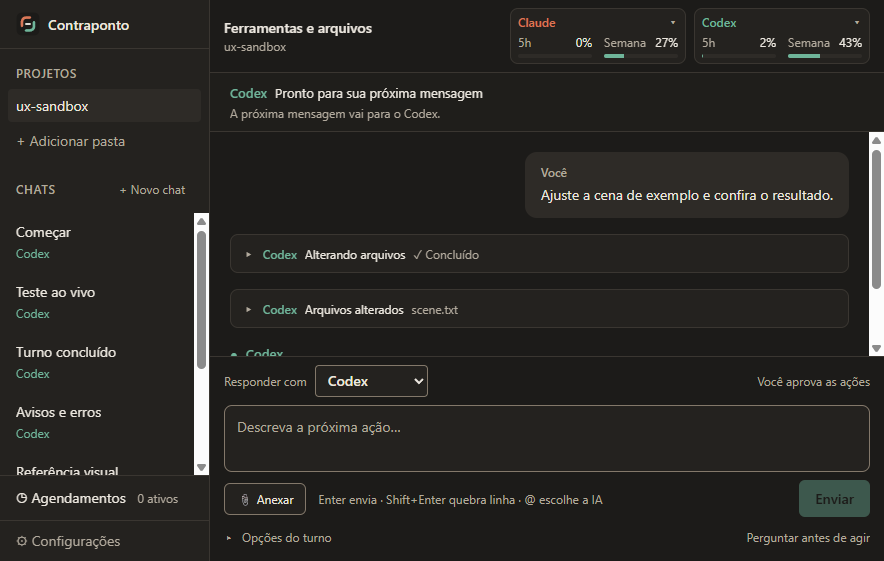 Contraponto
PROJETOS
ux-sandbox
+ Adicionar pasta
CHATS
+ Novo chat
Começar
Codex
Teste ao vivo
Codex
Turno concluído
Codex
Avisos e erros
Codex
Referência visual
Agendamentos 0 ativos
Configurações
Ferramentas e arquivos
ux-sandbox
Claude
5h 0% Semana 27%
Codex
5h 2% Semana 43%
Codex Pronto para sua próxima mensagem
A próxima mensagem vai para o Codex.
Você
Ajuste a cena de exemplo e confira o resultado.
Codex Alterando arquivos ✓ Concluído
Codex Arquivos alterados scene.txt
Codex
Responder com Codex
Você aprova as ações
Descreva a próxima ação...
Anexar
Enter envia · Shift+Enter quebra linha · @ escolhe a IA
Enviar
Opções do turno
Perguntar antes de agir